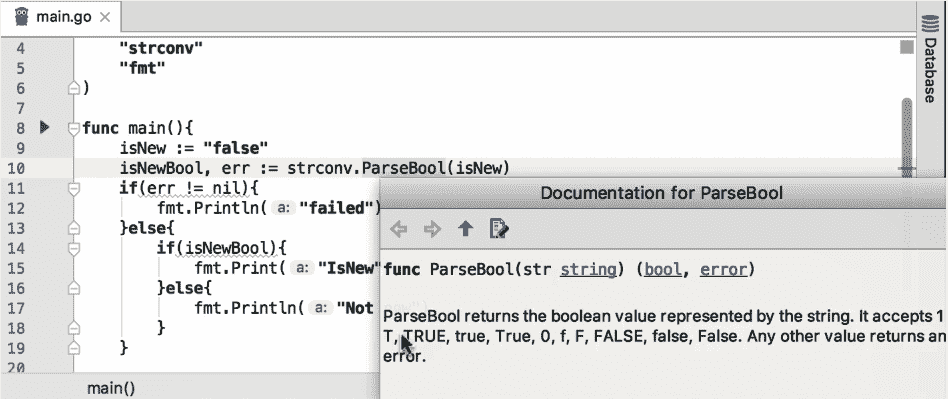 main.go
4 "strconv"
5 "fmt"
6 )
7
8 func main(){
9 isNew := "false"
10 isNewBool, err := strconv.ParseBool(isNew)
11 if(err != nil){
12 fmt.Println( a: "failed")
13 }else{
14 if(isNewBool){
15 fmt.Print( a: "IsNew"
16 }else{
17 fmt.Println( a: "Not
18 }
19 }
20
main()
Database
Documentation for ParseBool
func ParseBool(str string) (bool, error)
ParseBool returns the boolean value represented by the string. It accepts 1
T, TRUE, true, True, 0, f, F, FALSE, false, False. Any other value returns an
error.